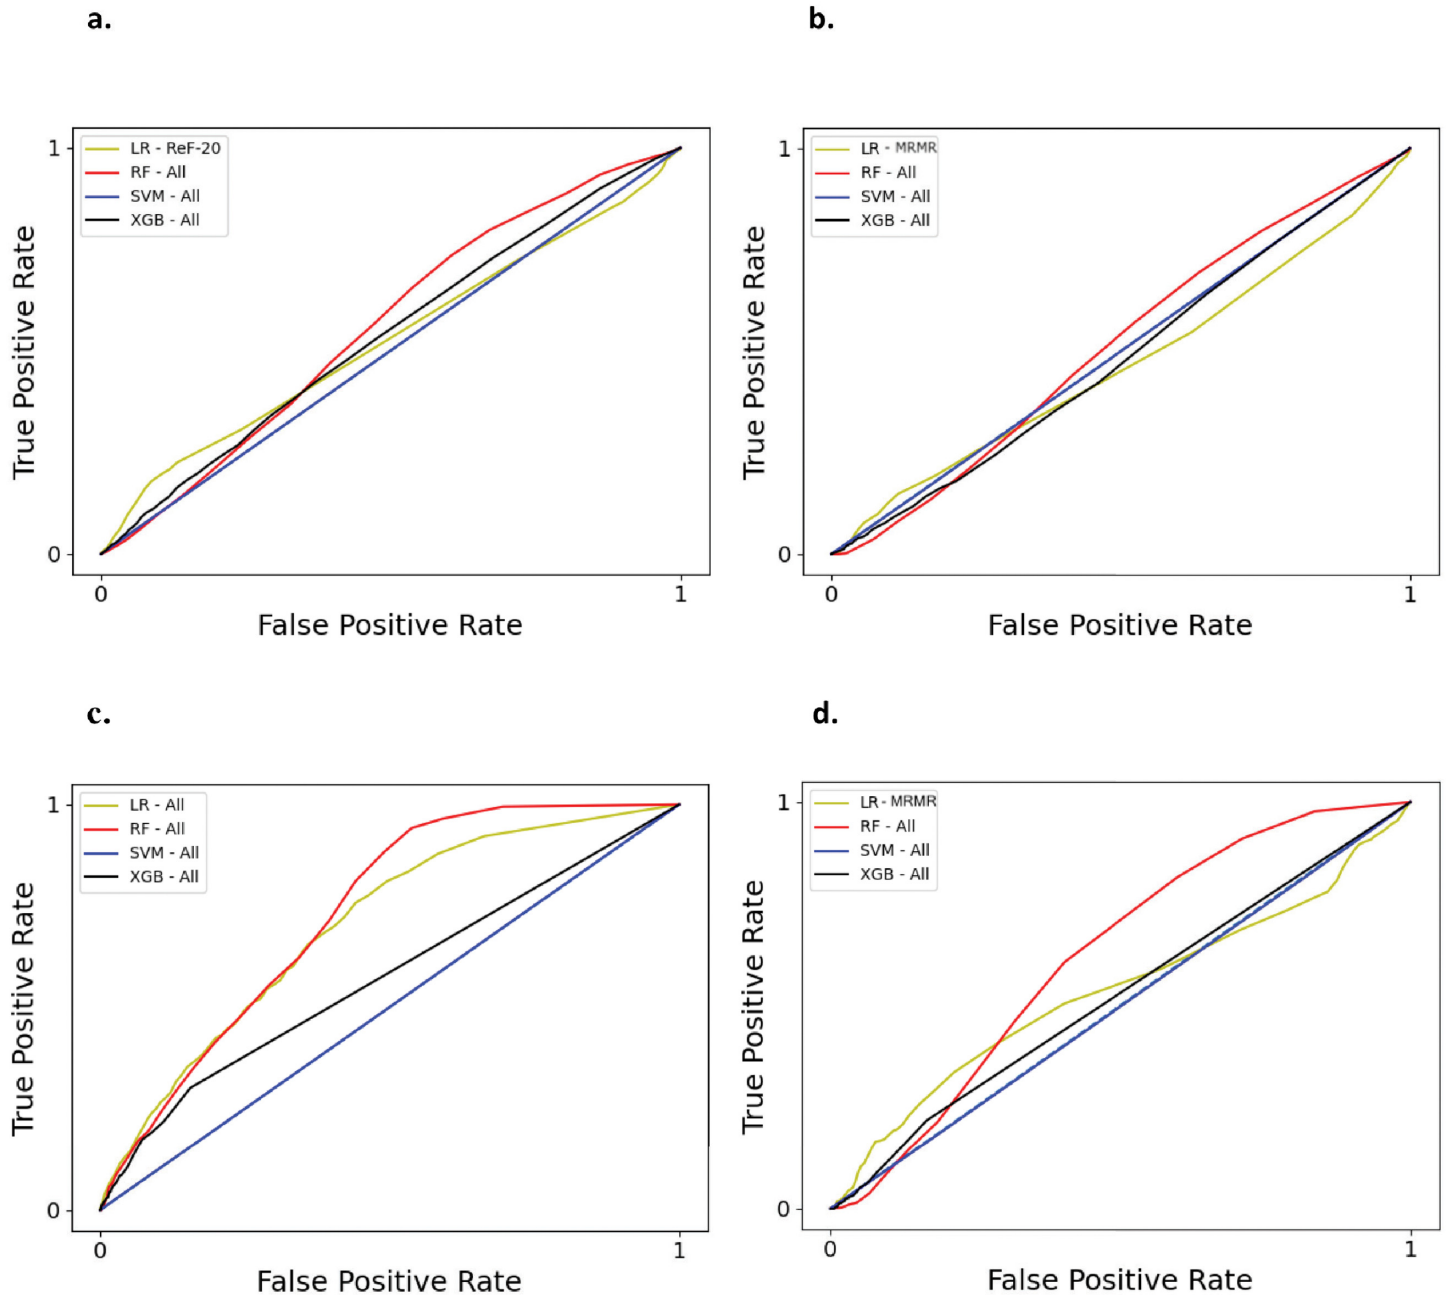 a.
1
LR - ReF-20
RF - All
SVM - All
XGB - All
True Positive Rate
0
0
1
False Positive Rate
b.
1
LR - MRMR
RF - All
SVM - All
XGB - All
True Positive Rate
0
0
1
False Positive Rate
c.
1
LR - All
RF - All
SVM - All
XGB - All
True Positive Rate
0
0
1
False Positive Rate
d.
1
LR - MRMR
RF - All
SVM - All
XGB - All
True Positive Rate
0
0
1
False Positive Rate